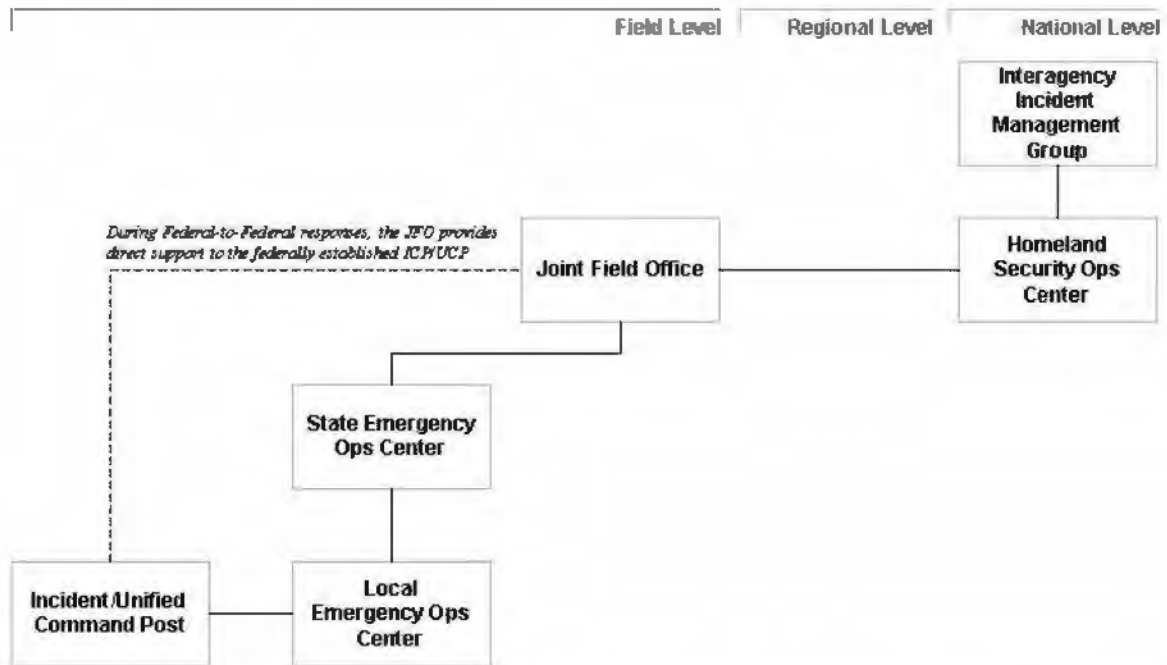 Field Level
Regional Level
National Level
Interagency
Incident
Management
Group
During Federal-to-Federal responses, the JFO provides
direct support to the federally established ICP/UCP
Joint Field Office
Homeland
Security Ops
Center
State Emergency
Ops Center
Incident/Unified
Command Post
Local
Emergency Ops
Center